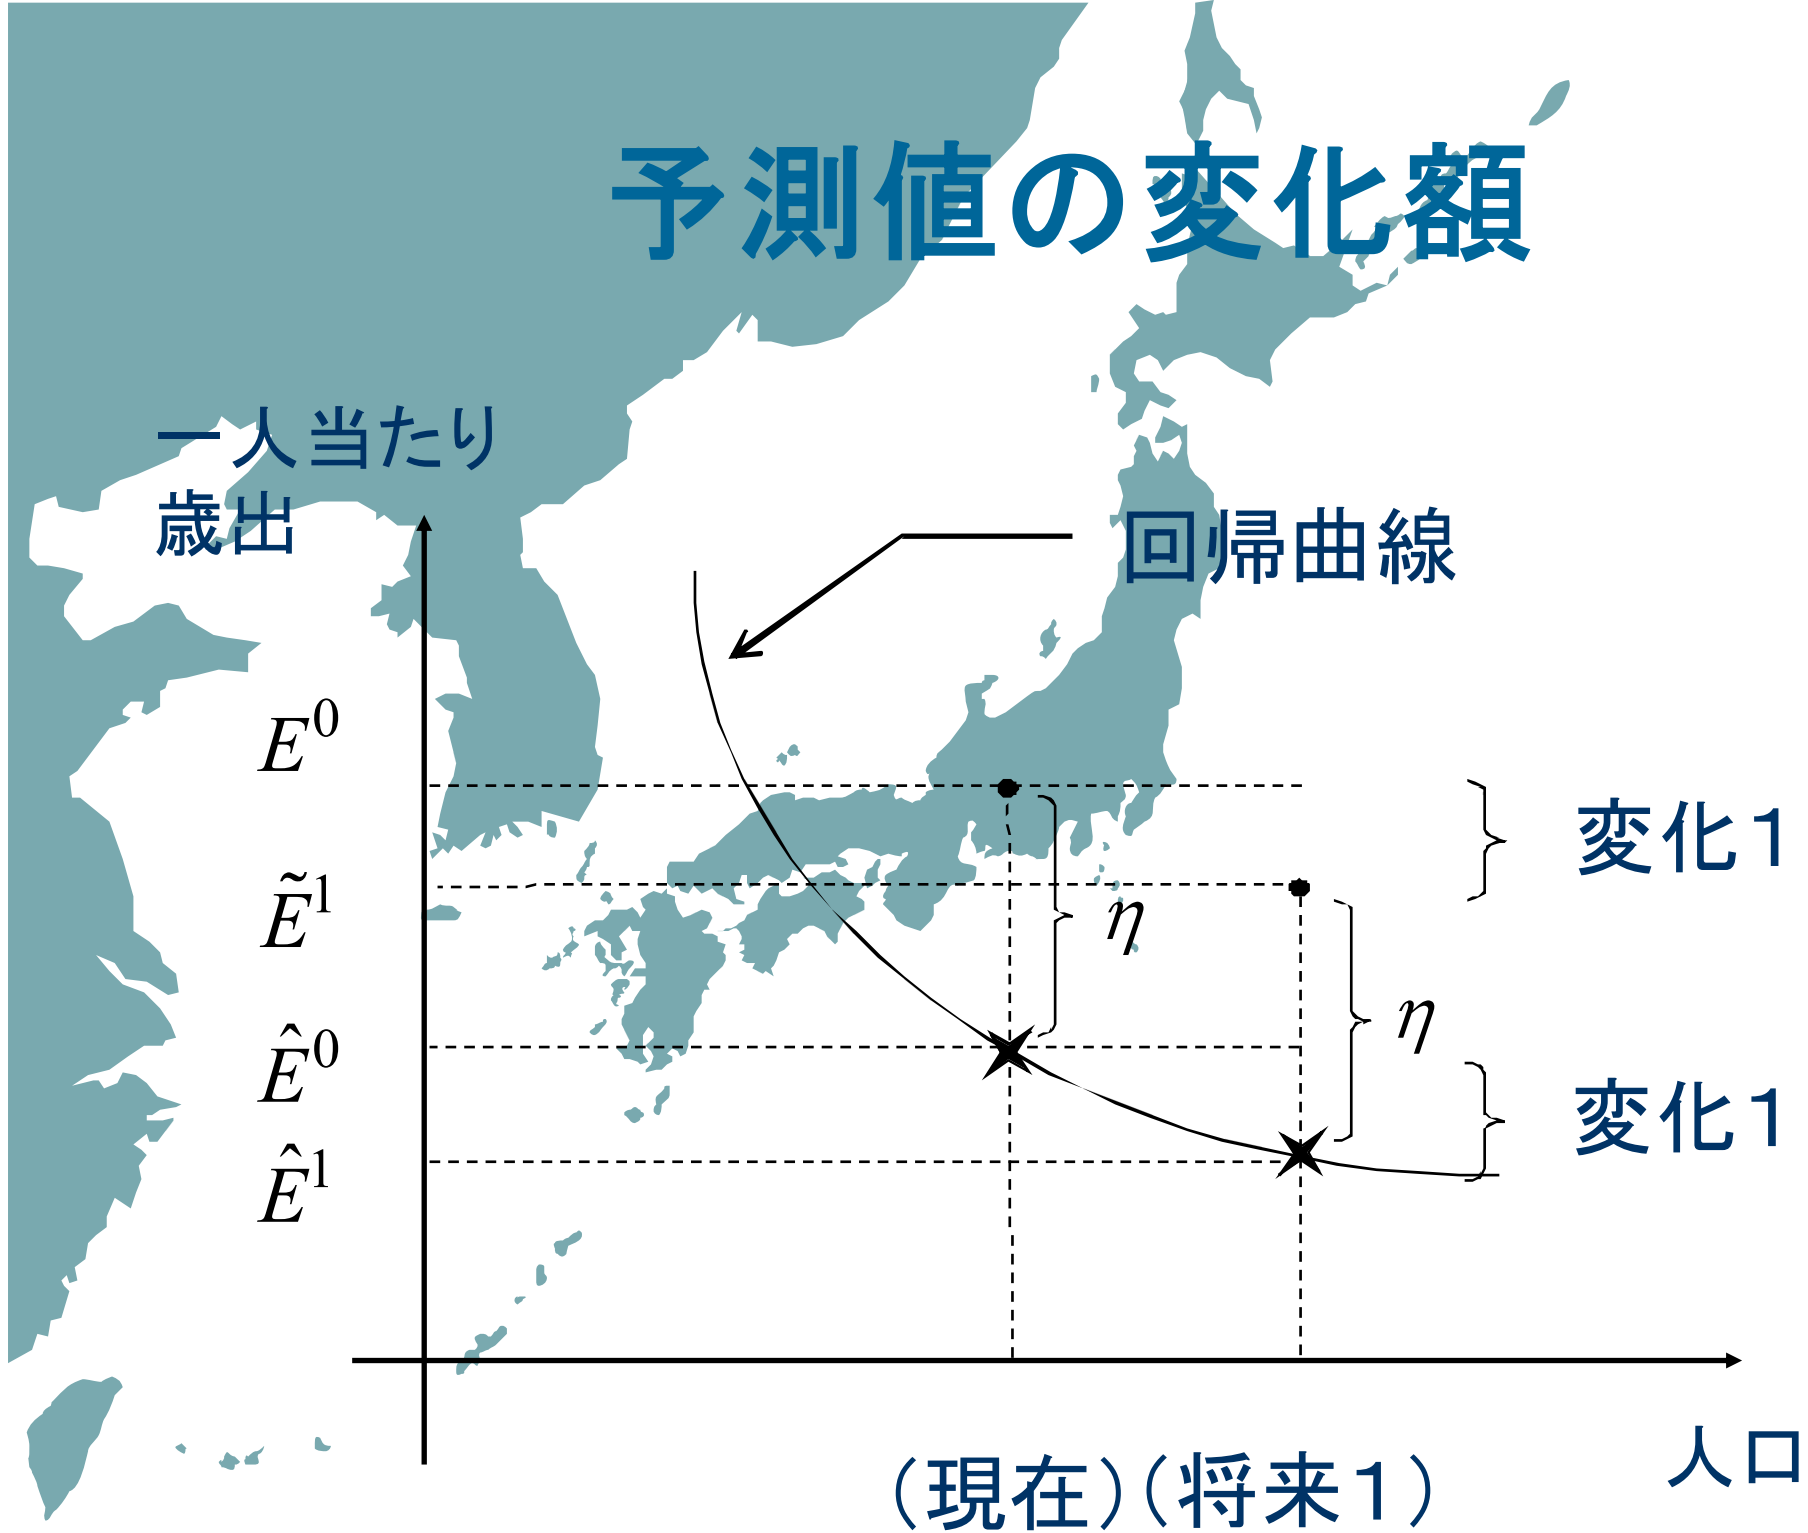 予測値の変化額
一人当たり
歳出
回帰曲線
E⁰
変化１
Ẽ¹
η
η
Ê⁰
変化１
Ê¹
人口
（現在）（将来１）